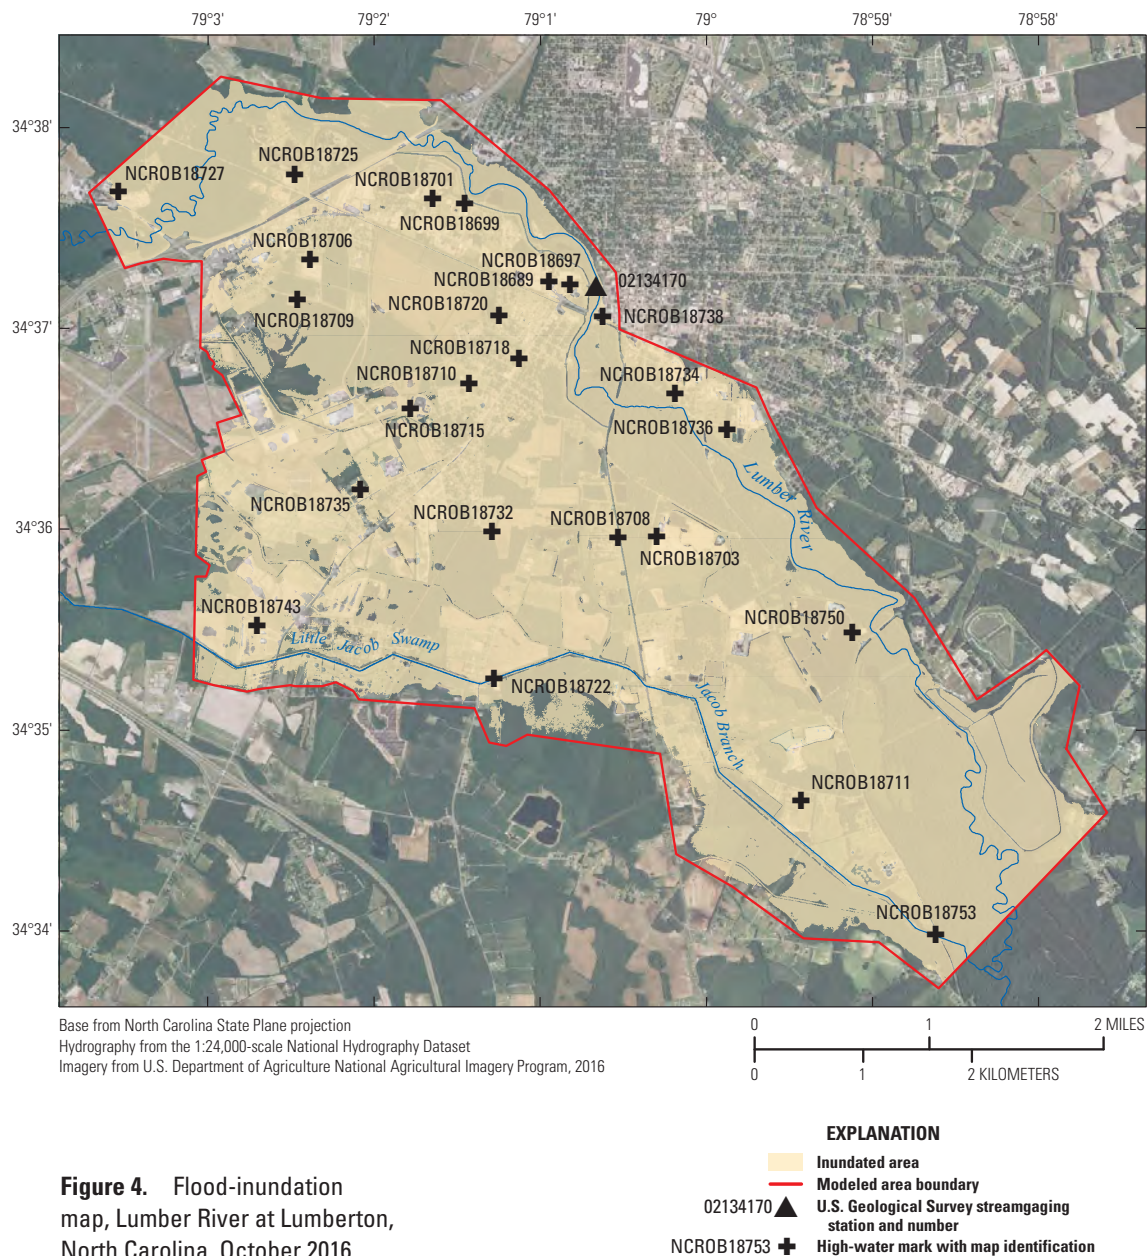 79°3'
79°2'
79°1'
79°
78°59'
78°58'
34°38'
34°37'
34°36'
34°35'
34°34'
NCROB18727
NCROB18725
NCROB18701
NCROB18699
NCROB18706
NCROB18697
NCROB18689
02134170
NCROB18720
NCROB18738
NCROB18709
NCROB18718
NCROB18710
NCROB18734
NCROB18715
NCROB18736
Lumber River
NCROB18735
NCROB18732
NCROB18708
NCROB18703
NCROB18743
NCROB18750
Little Jacob Swamp
NCROB18722
Jacob Branch
NCROB18711
NCROB18753
Base from North Carolina State Plane projection
Hydrography from the 1:24,000-scale National Hydrography Dataset
Imagery from U.S. Department of Agriculture National Agricultural Imagery Program, 2016
0 1 2 MILES
0 1 2 KILOMETERS
EXPLANATION
Inundated area
Modeled area boundary
02134170 U.S. Geological Survey streamgaging
station and number
NCROB18753 High-water mark with map identification
Figure 4. Flood-inundation
map, Lumber River at Lumberton,
North Carolina, October 2016